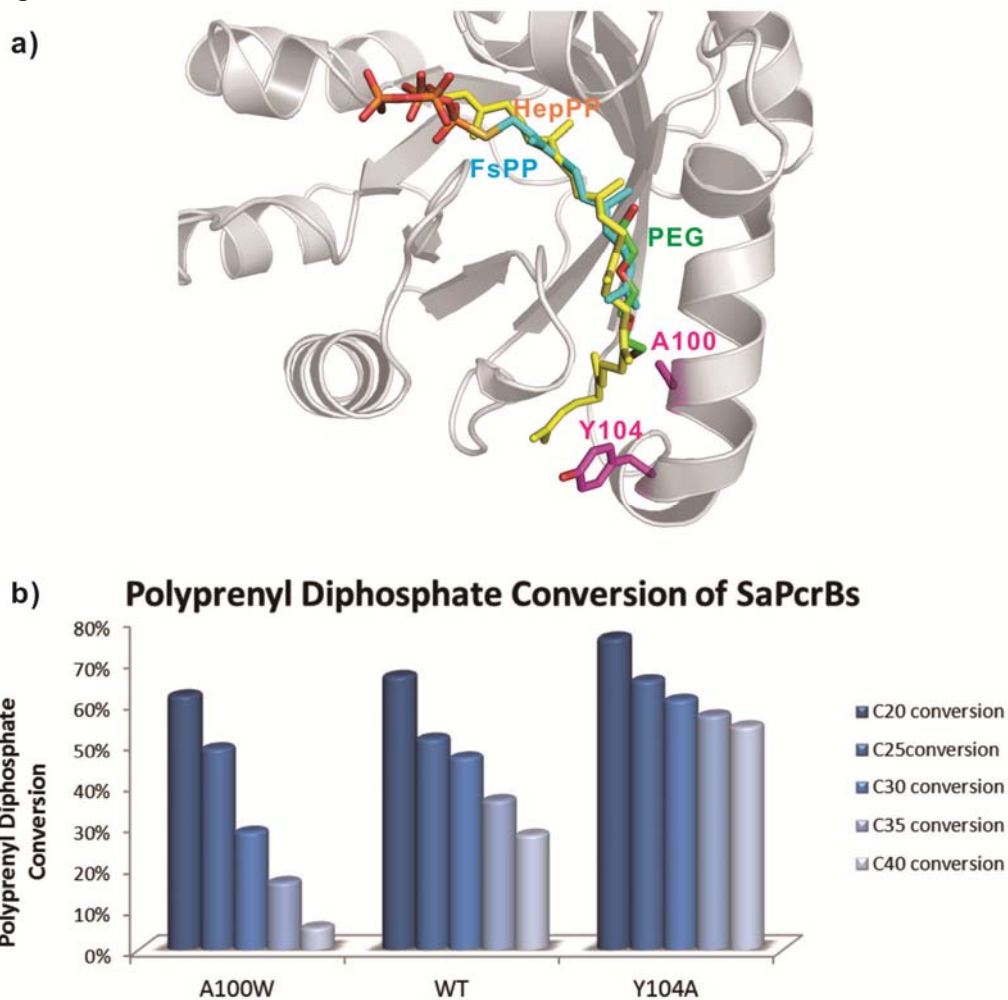 a)
HepPP
FsPP
PEG
A100
Y104
b)
Polyprenyl Diphosphate Conversion of SaPcrBs
Polyprenyl Diphosphate
Conversion
80%
70%
60%
50%
40%
30%
20%
10%
0%
A100W
WT
Y104A
C20 conversion
C25conversion
C30 conversion
C35 conversion
C40 conversion